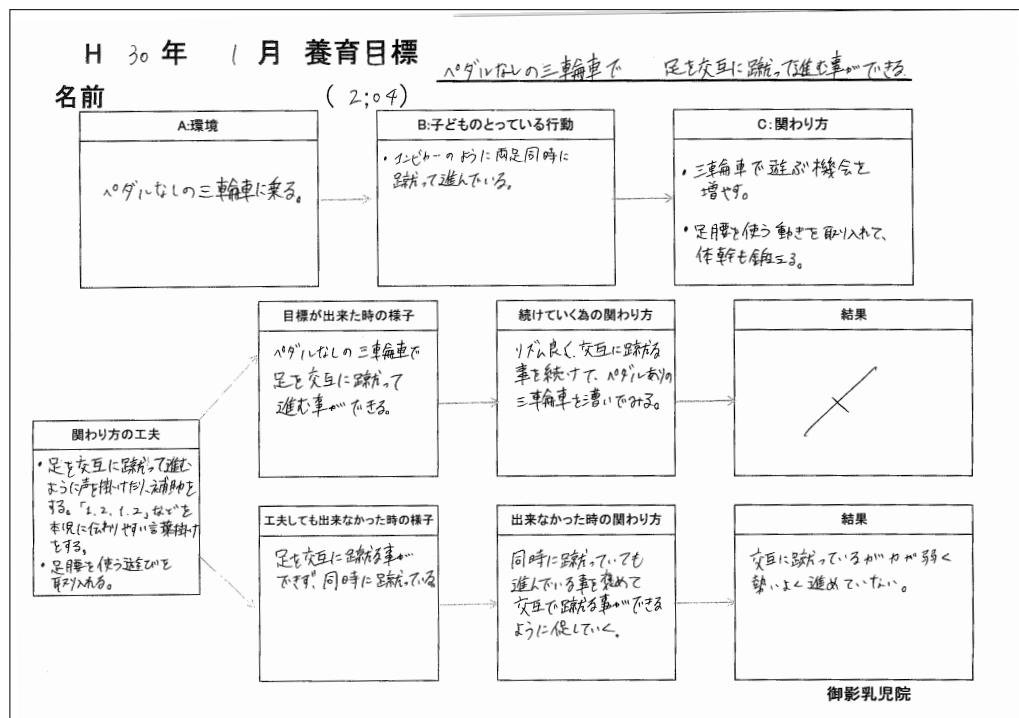 H 30年 1月 養育目標 ペダルなしの三輪車で 足を交互に蹴って進む事ができる
名前 (2;04)
A:環境
ペダルなしの三輪車に乗る。
B:子どものとっている行動
・コンビカーのように両足同時に
蹴って進んでいる。
C:関わり方
・三輪車で遊ぶ機会を
増やす。
・足腰を使う動きを取り入れて、
体幹も鍛える。
関わり方の工夫
・足を交互に蹴って進む
ように声を掛けたり、補助を
する。「1.2.1.2」などを
本児に伝わりやすい言葉掛け
をする。
・足腰を使う遊びを
取り入れる。
目標が出来た時の様子
ペダルなしの三輪車で
足を交互に蹴って
進む事ができる。
続けていく為の関わり方
リズム良く、交互に蹴る
事を続けて、ペダルありの
三輪車を漕いでみる。
結果
工夫しても出来なかった時の様子
足を交互に蹴る事が
できず、同時に蹴っている
出来なかった時の関わり方
同時に蹴っていても
進んでいる事を褒めて
交互で蹴る事ができる
ように促していく。
結果
交互に蹴っているが力が弱く
勢いよく進めていない。
御影乳児院